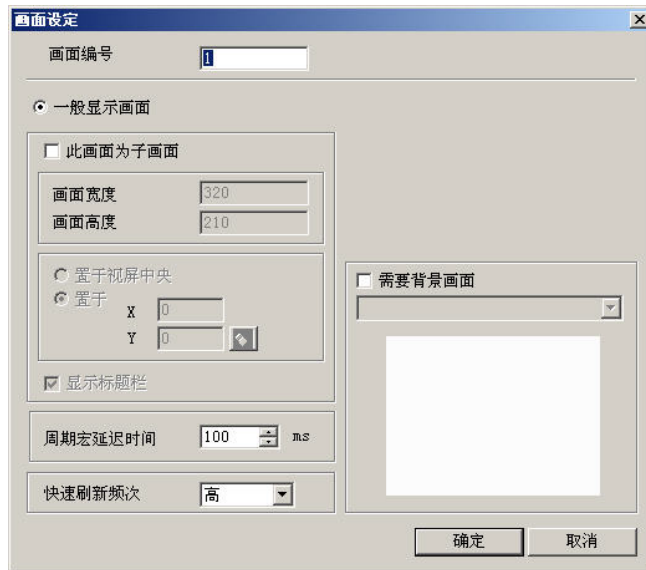 画面设定
画面编号 1
一般显示画面
此画面为子画面
画面宽度 320
画面高度 210
置于视屏中央
置于
X 0
Y 0
显示标题栏
需要背景画面
周期宏延迟时间 100 ms
快速刷新频次 高
确定 取消